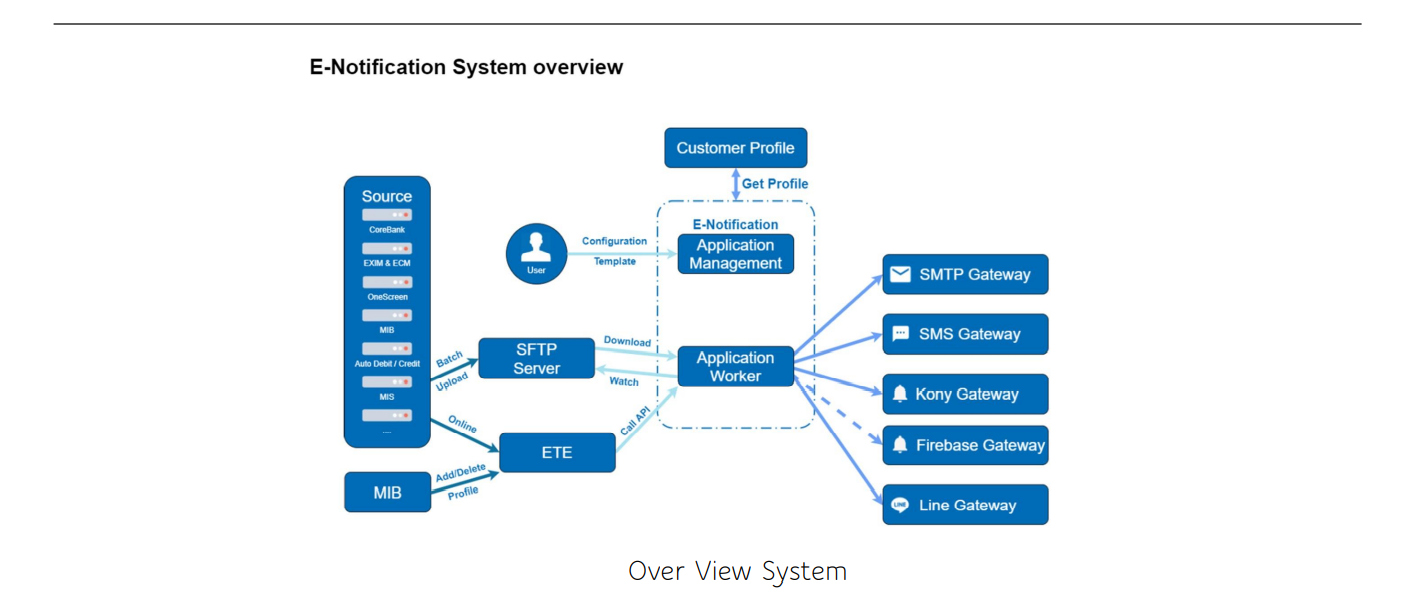 E-Notification System overview
Customer Profile
Get Profile
Source
CoreBank
EXIM & ECM
OneScreen
MIB
Auto Debit / Credit
MIS
....
User
Configuration
Template
E-Notification
Application
Management
Batch
Upload
SFTP
Server
Download
Watch
Application
Worker
Online
ETE
Call API
MIB
Add/Delete
Profile
SMTP Gateway
SMS Gateway
Kony Gateway
Firebase Gateway
LINE
Line Gateway
Over View System